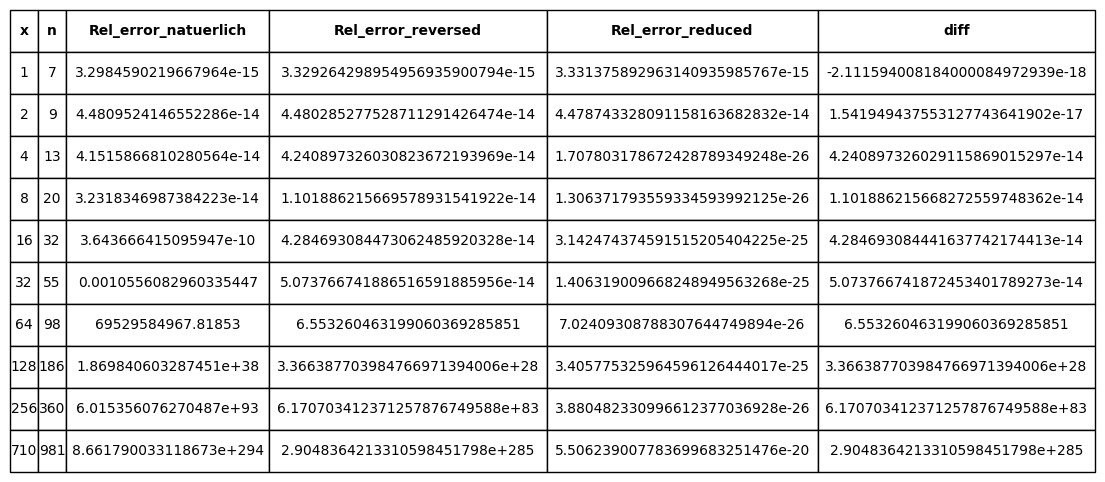 x n Rel_error_natuerlich Rel_error_reversed Rel_error_reduced diff
1 7 3.2984590219667964e-15 3.329264298954956935900794e-15 3.331375892963140935985767e-15 -2.111594008184000084972939e-18
2 9 4.4809524146552286e-14 4.480285277528711291426474e-14 4.478743328091158163682832e-14 1.541949437553127743641902e-17
4 13 4.1515866810280564e-14 4.240897326030823672193969e-14 1.707803178672428789349248e-26 4.240897326029115869015297e-14
8 20 3.2318346987384223e-14 1.101886215669578931541922e-14 1.306371793559334593992125e-26 1.101886215668272559748362e-14
16 32 3.643666415095947e-10 4.284693084473062485920328e-14 3.142474374591515205404225e-25 4.284693084441637742174413e-14
32 55 0.0010556082960335447 5.073766741886516591885956e-14 1.406319009668248949563268e-25 5.073766741872453401789273e-14
64 98 69529584967.81853 6.553260463199060369285851 7.02409308788307644749894e-26 6.553260463199060369285851
128 186 1.869840603287451e+38 3.366387703984766971394006e+28 3.405775325964596126444017e-25 3.366387703984766971394006e+28
256 360 6.015356076270487e+93 6.170703412371257876749588e+83 3.880482330996612377036928e-26 6.170703412371257876749588e+83
710 981 8.661790033118673e+294 2.9048364213310598451798e+285 5.506239007783699683251476e-20 2.9048364213310598451798e+285